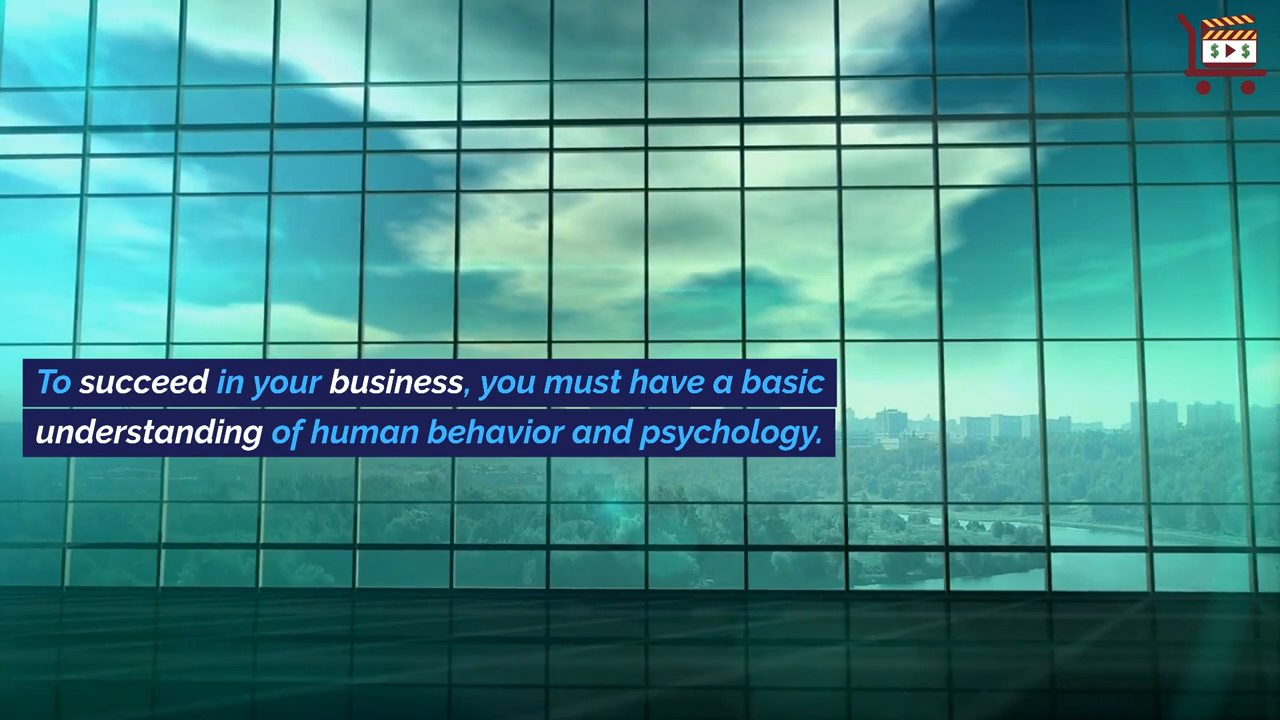 To succeed in your business, you must have a basic
understanding of human behavior and psychology.
$ $